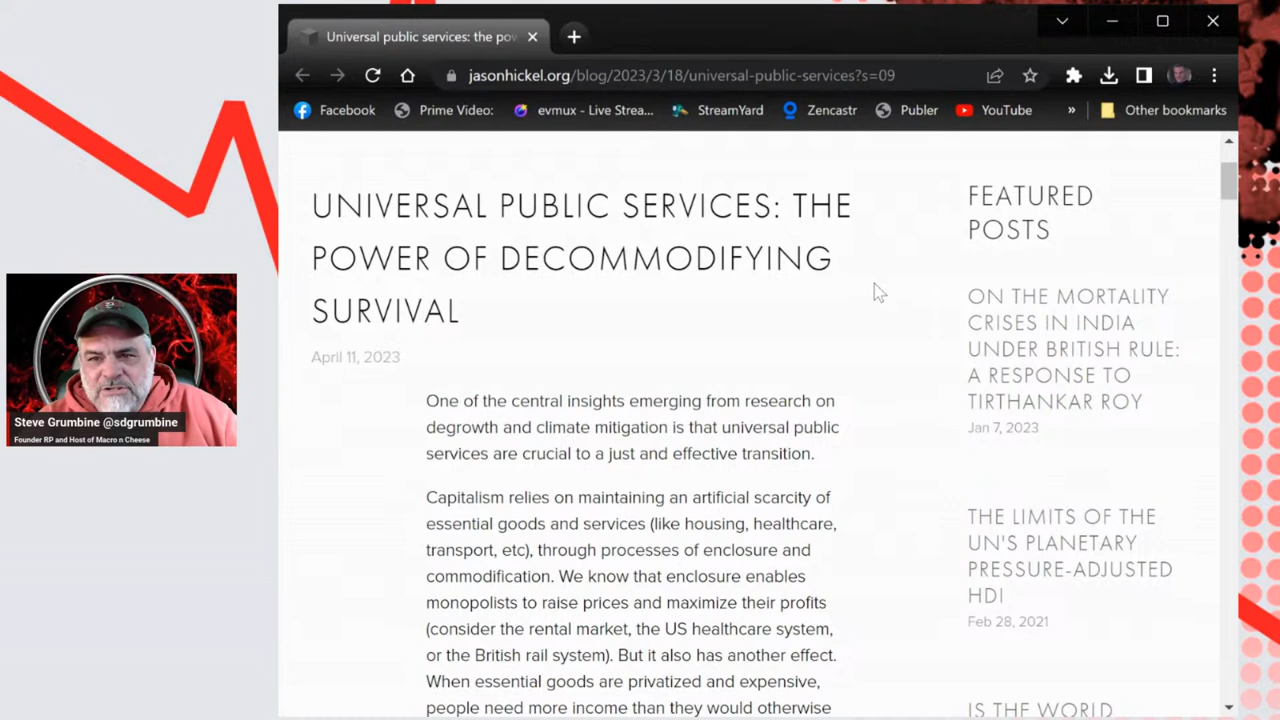 Universal public services: the pow
jasonhickel.org/blog/2023/3/18/universal-public-services?s=09
Facebook
Prime Video:
evmux - Live Strea...
StreamYard
Zencastr
Publer
YouTube
»
Other bookmarks
UNIVERSAL PUBLIC SERVICES: THE
POWER OF DECOMMODIFYING
SURVIVAL
April 11, 2023
One of the central insights emerging from research on
degrowth and climate mitigation is that universal public
services are crucial to a just and effective transition.
Capitalism relies on maintaining an artificial scarcity of
essential goods and services (like housing, healthcare,
transport, etc), through processes of enclosure and
commodification. We know that enclosure enables
monopolists to raise prices and maximize their profits
(consider the rental market, the US healthcare system,
or the British rail system). But it also has another effect.
When essential goods are privatized and expensive,
people need more income than they would otherwise
FEATURED
POSTS
ON THE MORTALITY
CRISES IN INDIA
UNDER BRITISH RULE:
A RESPONSE TO
TIRTHANKAR ROY
Jan 7, 2023
THE LIMITS OF THE
UN'S PLANETARY
PRESSURE-ADJUSTED
HDI
Feb 28, 2021
IS THE WORLD
Steve Grumbine @sdgrumbine
Founder RP and Host of Macro n Cheese